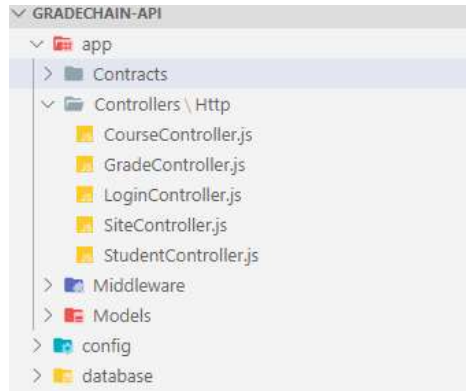 GRADECHAIN-API
app
Contracts
Controllers \ Http
CourseController.js
GradeController.js
LoginController.js
SiteController.js
StudentController.js
Middleware
Models
config
database